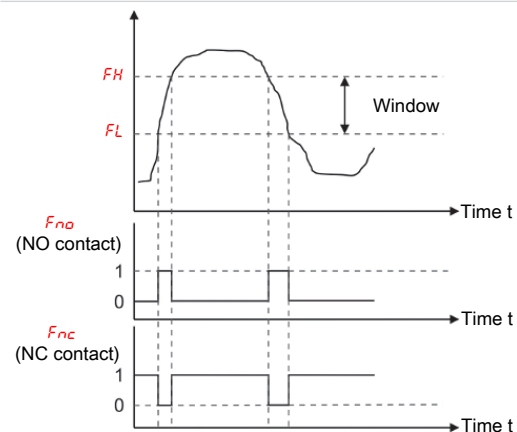 FH
Window
FL
Time t
Fno
(NO contact)
1
0
Time t
Fnc
(NC contact)
1
0
Time t